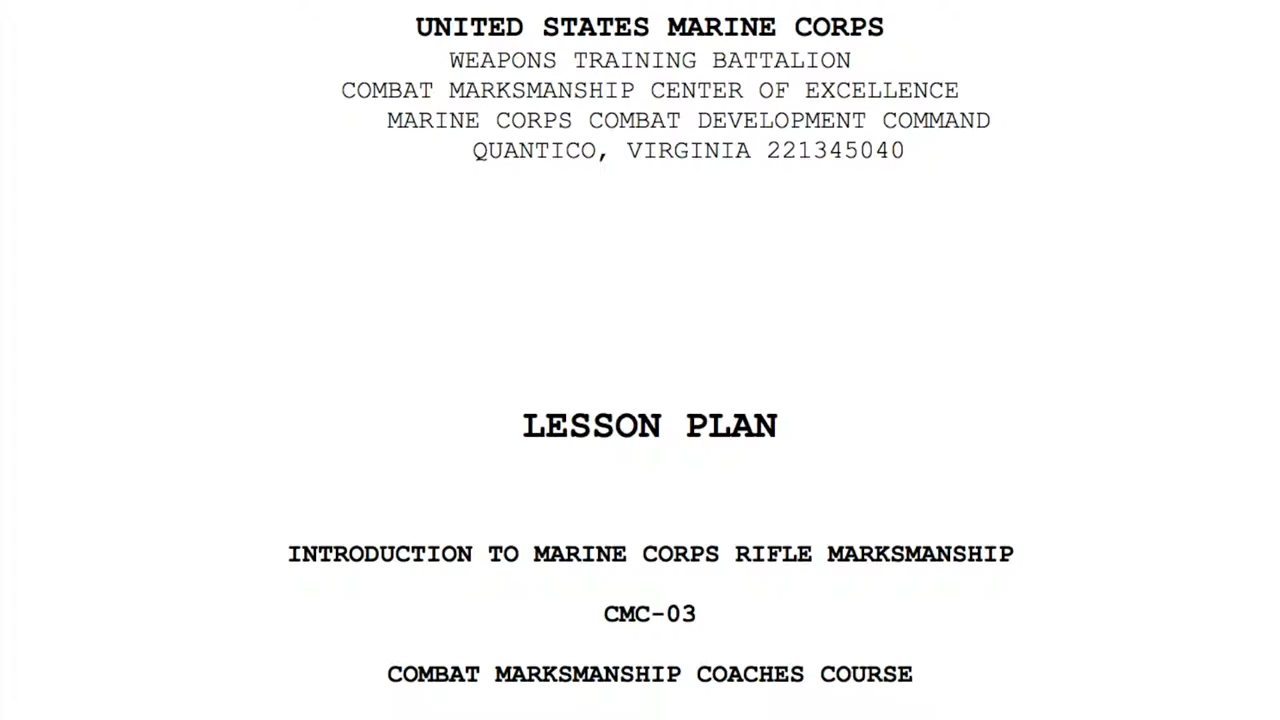 UNITED STATES MARINE CORPS
WEAPONS TRAINING BATTALION
COMBAT MARKSMANSHIP CENTER OF EXCELLENCE
MARINE CORPS COMBAT DEVELOPMENT COMMAND
QUANTICO, VIRGINIA 221345040
LESSON PLAN
INTRODUCTION TO MARINE CORPS RIFLE MARKSMANSHIP
CMC-03
COMBAT MARKSMANSHIP COACHES COURSE